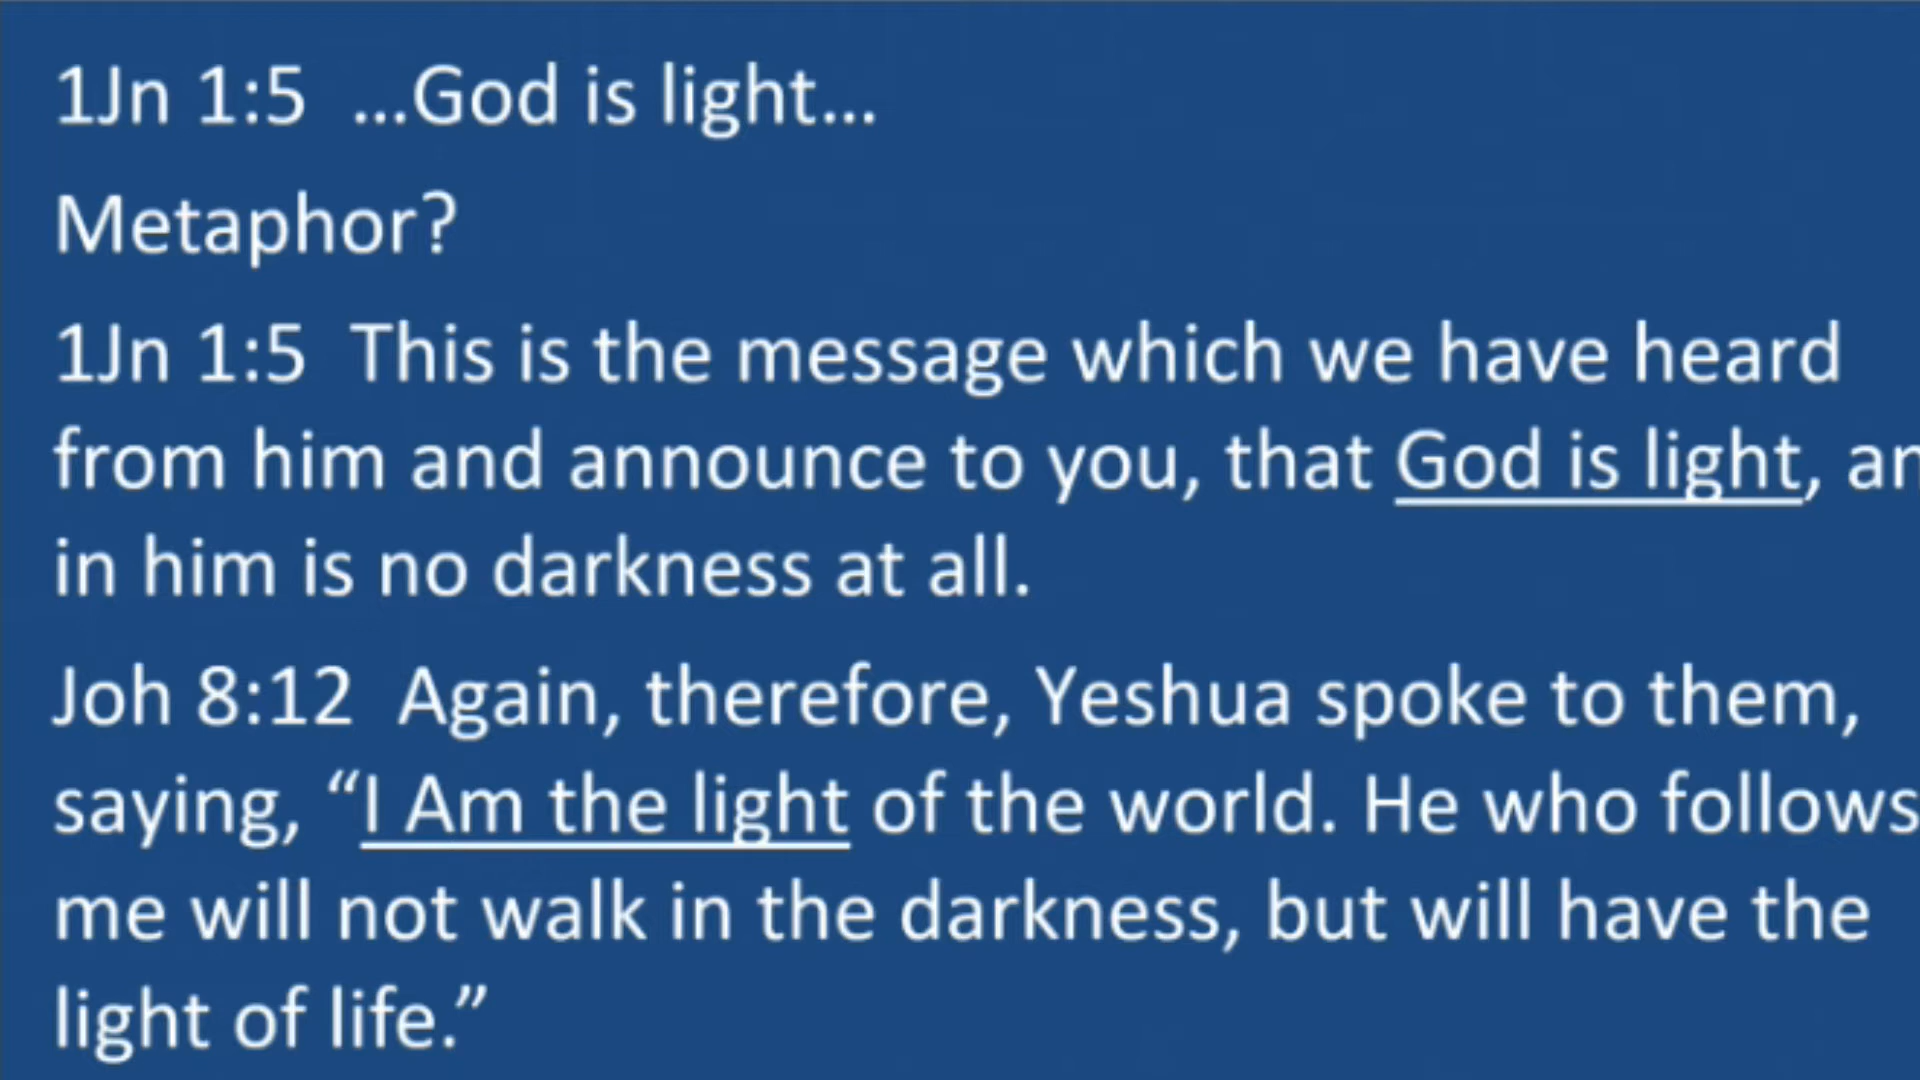 1Jn 1:5 ...God is light...
Metaphor?
1Jn 1:5 This is the message which we have heard
from him and announce to you, that God is light, an
in him is no darkness at all.
Joh 8:12 Again, therefore, Yeshua spoke to them,
saying, “I Am the light of the world. He who follows
me will not walk in the darkness, but will have the
light of life.”